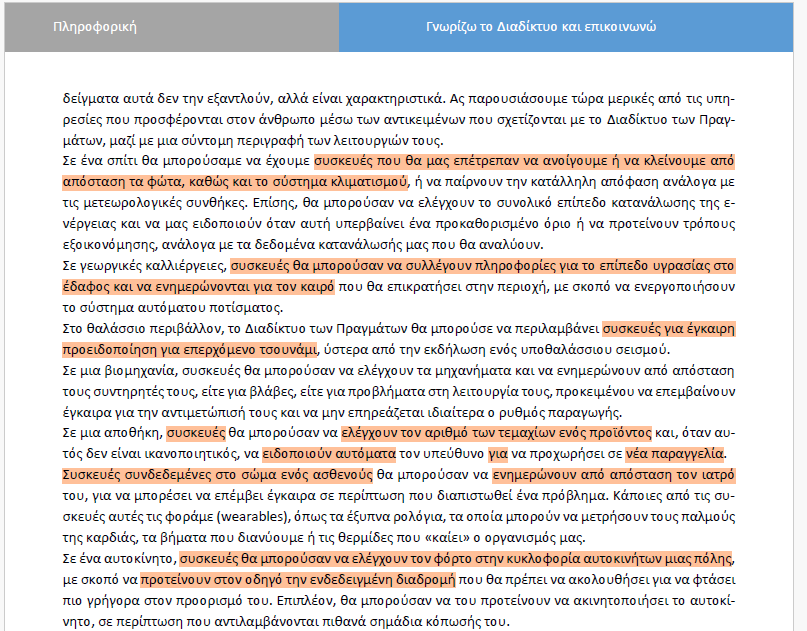 Πληροφορική
Γνωρίζω το Διαδίκτυο και επικοινωνώ
δείγματα αυτά δεν την εξαντλούν, αλλά είναι χαρακτηριστικά. Ας παρουσιάσουμε τώρα μερικές από τις υπη-
ρεσίες που προσφέρονται στον άνθρωπο μέσω των αντικειμένων που σχετίζονται με το Διαδίκτυο των Πραγ-
μάτων, μαζί με μια σύντομη περιγραφή των λειτουργιών τους.
Σε ένα σπίτι θα μπορούσαμε να έχουμε συσκευές που θα μας επέτρεπαν να ανοίγουμε ή να κλείνουμε από
απόσταση τα φώτα, καθώς και το σύστημα κλιματισμού, ή να παίρνουν την κατάλληλη απόφαση ανάλογα με
τις μετεωρολογικές συνθήκες. Επίσης, θα μπορούσαν να ελέγχουν το συνολικό επίπεδο κατανάλωσης της ε-
νέργειας και να μας ειδοποιούν όταν αυτή υπερβαίνει ένα προκαθορισμένο όριο ή να προτείνουν τρόπους
εξοικονόμησης, ανάλογα με τα δεδομένα κατανάλωσής μας που θα αναλύουν.
Σε γεωργικές καλλιέργειες, συσκευές θα μπορούσαν να συλλέγουν πληροφορίες για το επίπεδο υγρασίας στο
έδαφος και να ενημερώνονται για τον καιρό που θα επικρατήσει στην περιοχή, με σκοπό να ενεργοποιήσουν
το σύστημα αυτόματου ποτίσματος.
Στο θαλάσσιο περιβάλλον, το Διαδίκτυο των Πραγμάτων θα μπορούσε να περιλαμβάνει συσκευές για έγκαιρη
προειδοποίηση για επερχόμενο τσουνάμι, ύστερα από την εκδήλωση ενός υποθαλάσσιου σεισμού.
Σε μια βιομηχανία, συσκευές θα μπορούσαν να ελέγχουν τα μηχανήματα και να ενημερώνουν από απόσταση
τους συντηρητές τους, είτε για βλάβες, είτε για προβλήματα στη λειτουργία τους, προκειμένου να επεμβαίνουν
έγκαιρα για την αντιμετώπισή τους και να μην επηρεάζεται ιδιαίτερα ο ρυθμός παραγωγής.
Σε μια αποθήκη, συσκευές θα μπορούσαν να ελέγχουν τον αριθμό των τεμαχίων ενός προϊόντος και, όταν αυ-
τός δεν είναι ικανοποιητικός, να ειδοποιούν αυτόματα τον υπεύθυνο για να προχωρήσει σε νέα παραγγελία.
Συσκευές συνδεδεμένες στο σώμα ενός ασθενούς θα μπορούσαν να ενημερώνουν από απόσταση τον ιατρό
του, για να μπορέσει να επέμβει έγκαιρα σε περίπτωση που διαπιστωθεί ένα πρόβλημα. Κάποιες από τις συ-
σκευές αυτές τις φοράμε (wearables), όπως τα έξυπνα ρολόγια, τα οποία μπορούν να μετρήσουν τους παλμούς
της καρδιάς, τα βήματα που διανύουμε ή τις θερμίδες που «καίει» ο οργανισμός μας.
Σε ένα αυτοκίνητο, συσκευές θα μπορούσαν να ελέγχουν τον φόρτο στην κυκλοφορία αυτοκινήτων μιας πόλης,
με σκοπό να προτείνουν στον οδηγό την ενδεδειγμένη διαδρομή που θα πρέπει να ακολουθήσει για να φτάσει
πιο γρήγορα στον προορισμό του. Επιπλέον, θα μπορούσαν να του προτείνουν να ακινητοποιήσει το αυτοκί-
νητο, σε περίπτωση που αντιλαμβάνονται πιθανά σημάδια κόπωσής του.